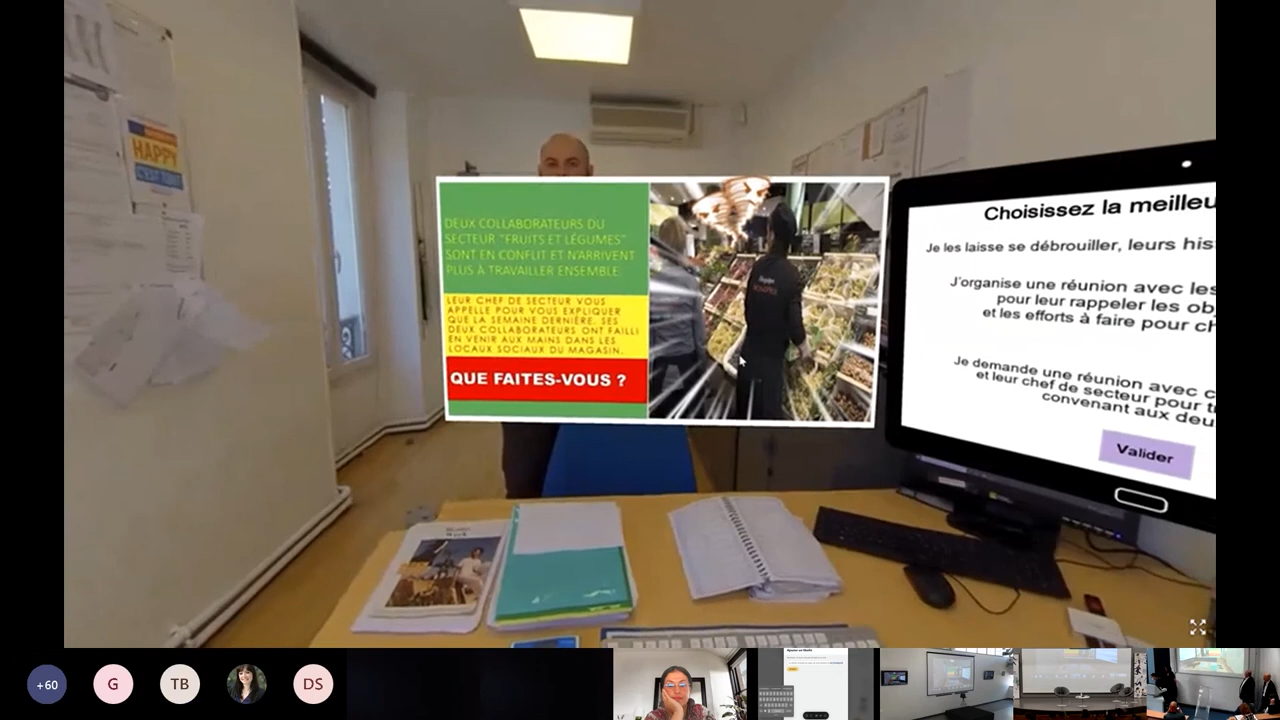 HAPPY
DEUX COLLABORATEURS DU
SECTEUR "FRUITS ET LÉGUMES"
SONT EN CONFLIT ET N'ARRIVENT
PLUS À TRAVAILLER ENSEMBLE.
LEUR CHEF DE SECTEUR VOUS
APPELLE POUR VOUS EXPLIQUER
QUE LA SEMAINE DERNIÈRE, SES
DEUX COLLABORATEURS ONT FAILLI
EN VENIR AUX MAINS DANS LES
LOCAUX SOCIAUX DU MAGASIN.
QUE FAITES-VOUS ?
Choisissez la meilleu
Je les laisse se débrouiller, leurs hist
J'organise une réunion avec les
pour leur rappeler les ob
et les efforts à faire pour ch
Je demande une réunion avec c
et leur chef de secteur pour t
convenant aux deu
Valider
+60
G
TB
DS